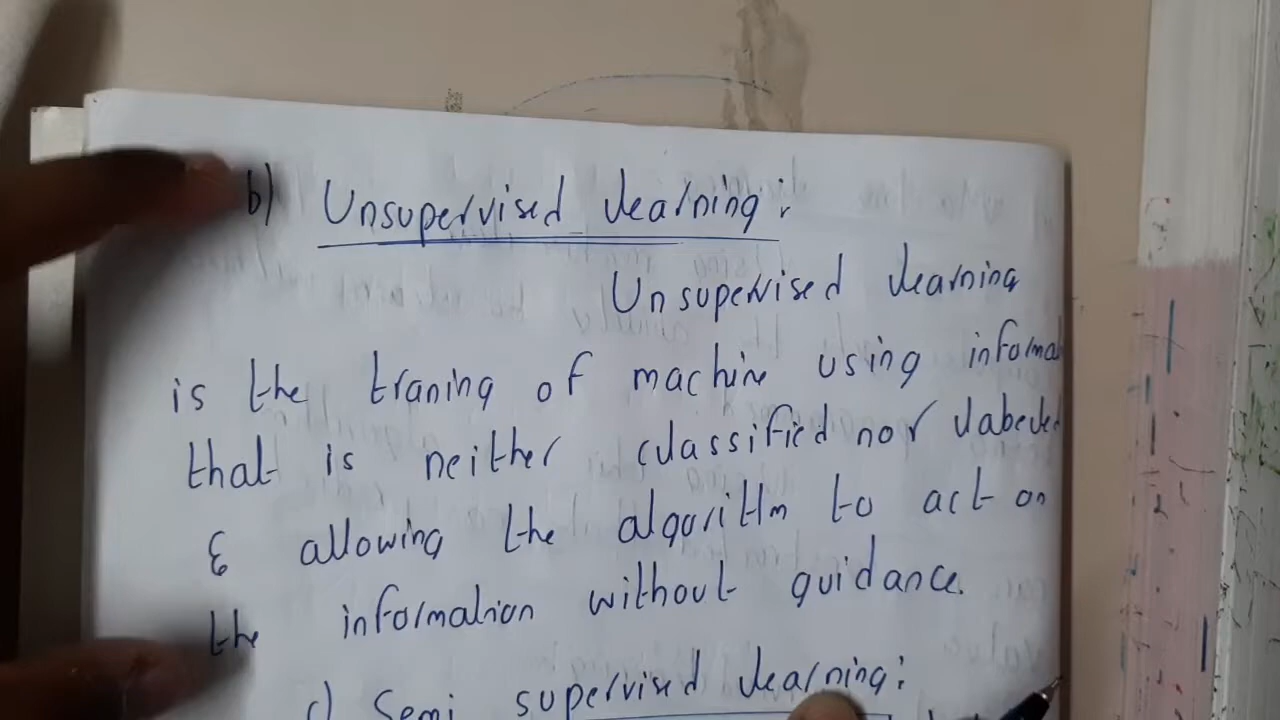 b) Unsupervised learning:
Unsupervised learning
is the traning of machine using informa
that is neither classified nor labeled
& allowing the algorithm to act on
the information without guidance.
c) Semi supervised learning: